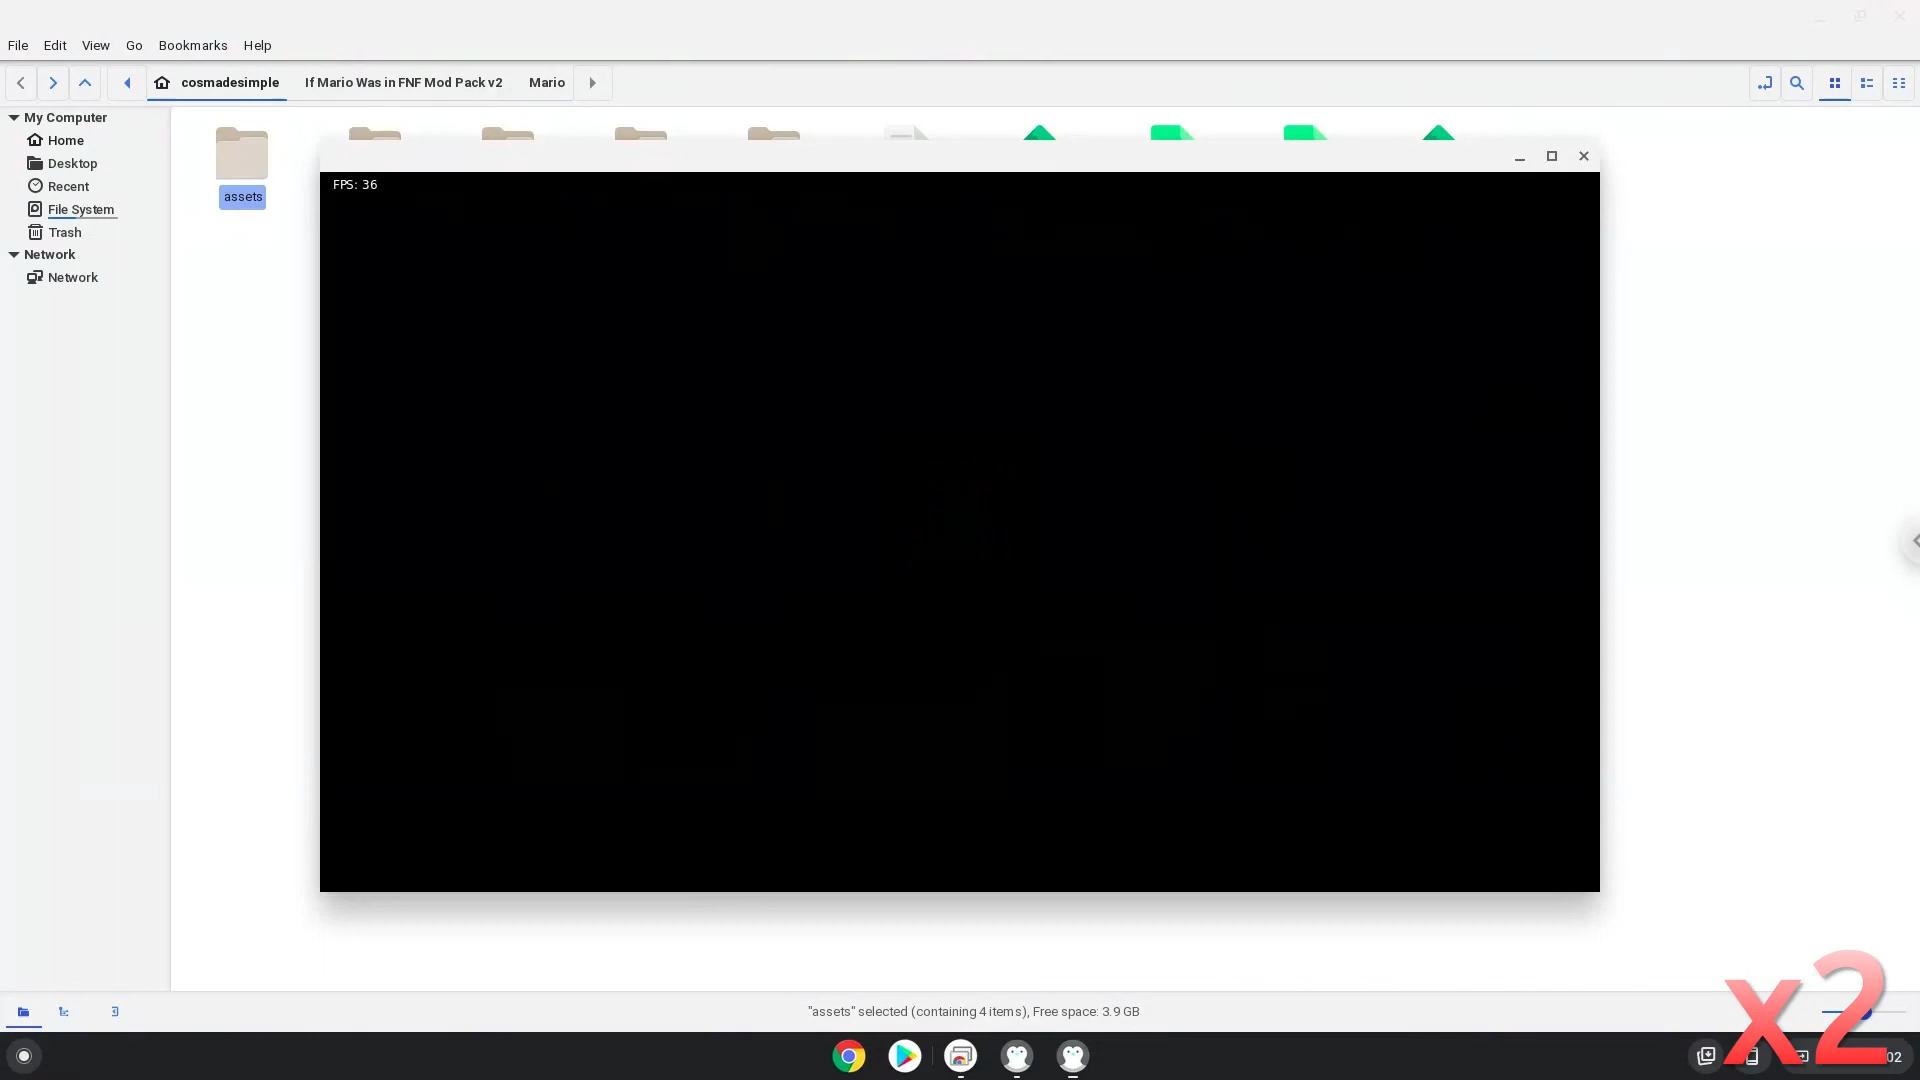 File Edit View Go Bookmarks Help
cosmadesimple If Mario Was in FNF Mod Pack v2 Mario
My Computer
Home
Desktop
Recent
File System
Trash
Network
Network
assets
FPS: 36
"assets" selected (containing 4 items), Free space: 3.9 GB
x2
02